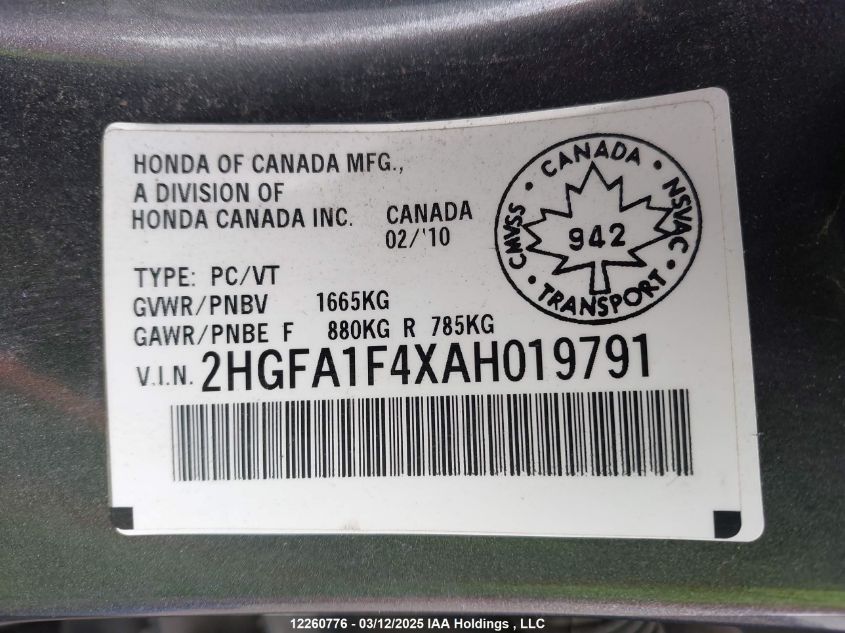 HONDA OF CANADA MFG.,
A DIVISION OF
HONDA CANADA INC. CANADA
02/'10
TYPE: PC/VT
GVWR/PNBV 1665KG
GAWR/PNBE F 880KG R 785KG
V.I.N. 2HGFA1F4XAH019791
CMVSS • CANADA • NSVAC • TRANSPORT •
942
12260776 - 03/12/2025 IAA Holdings , LLC